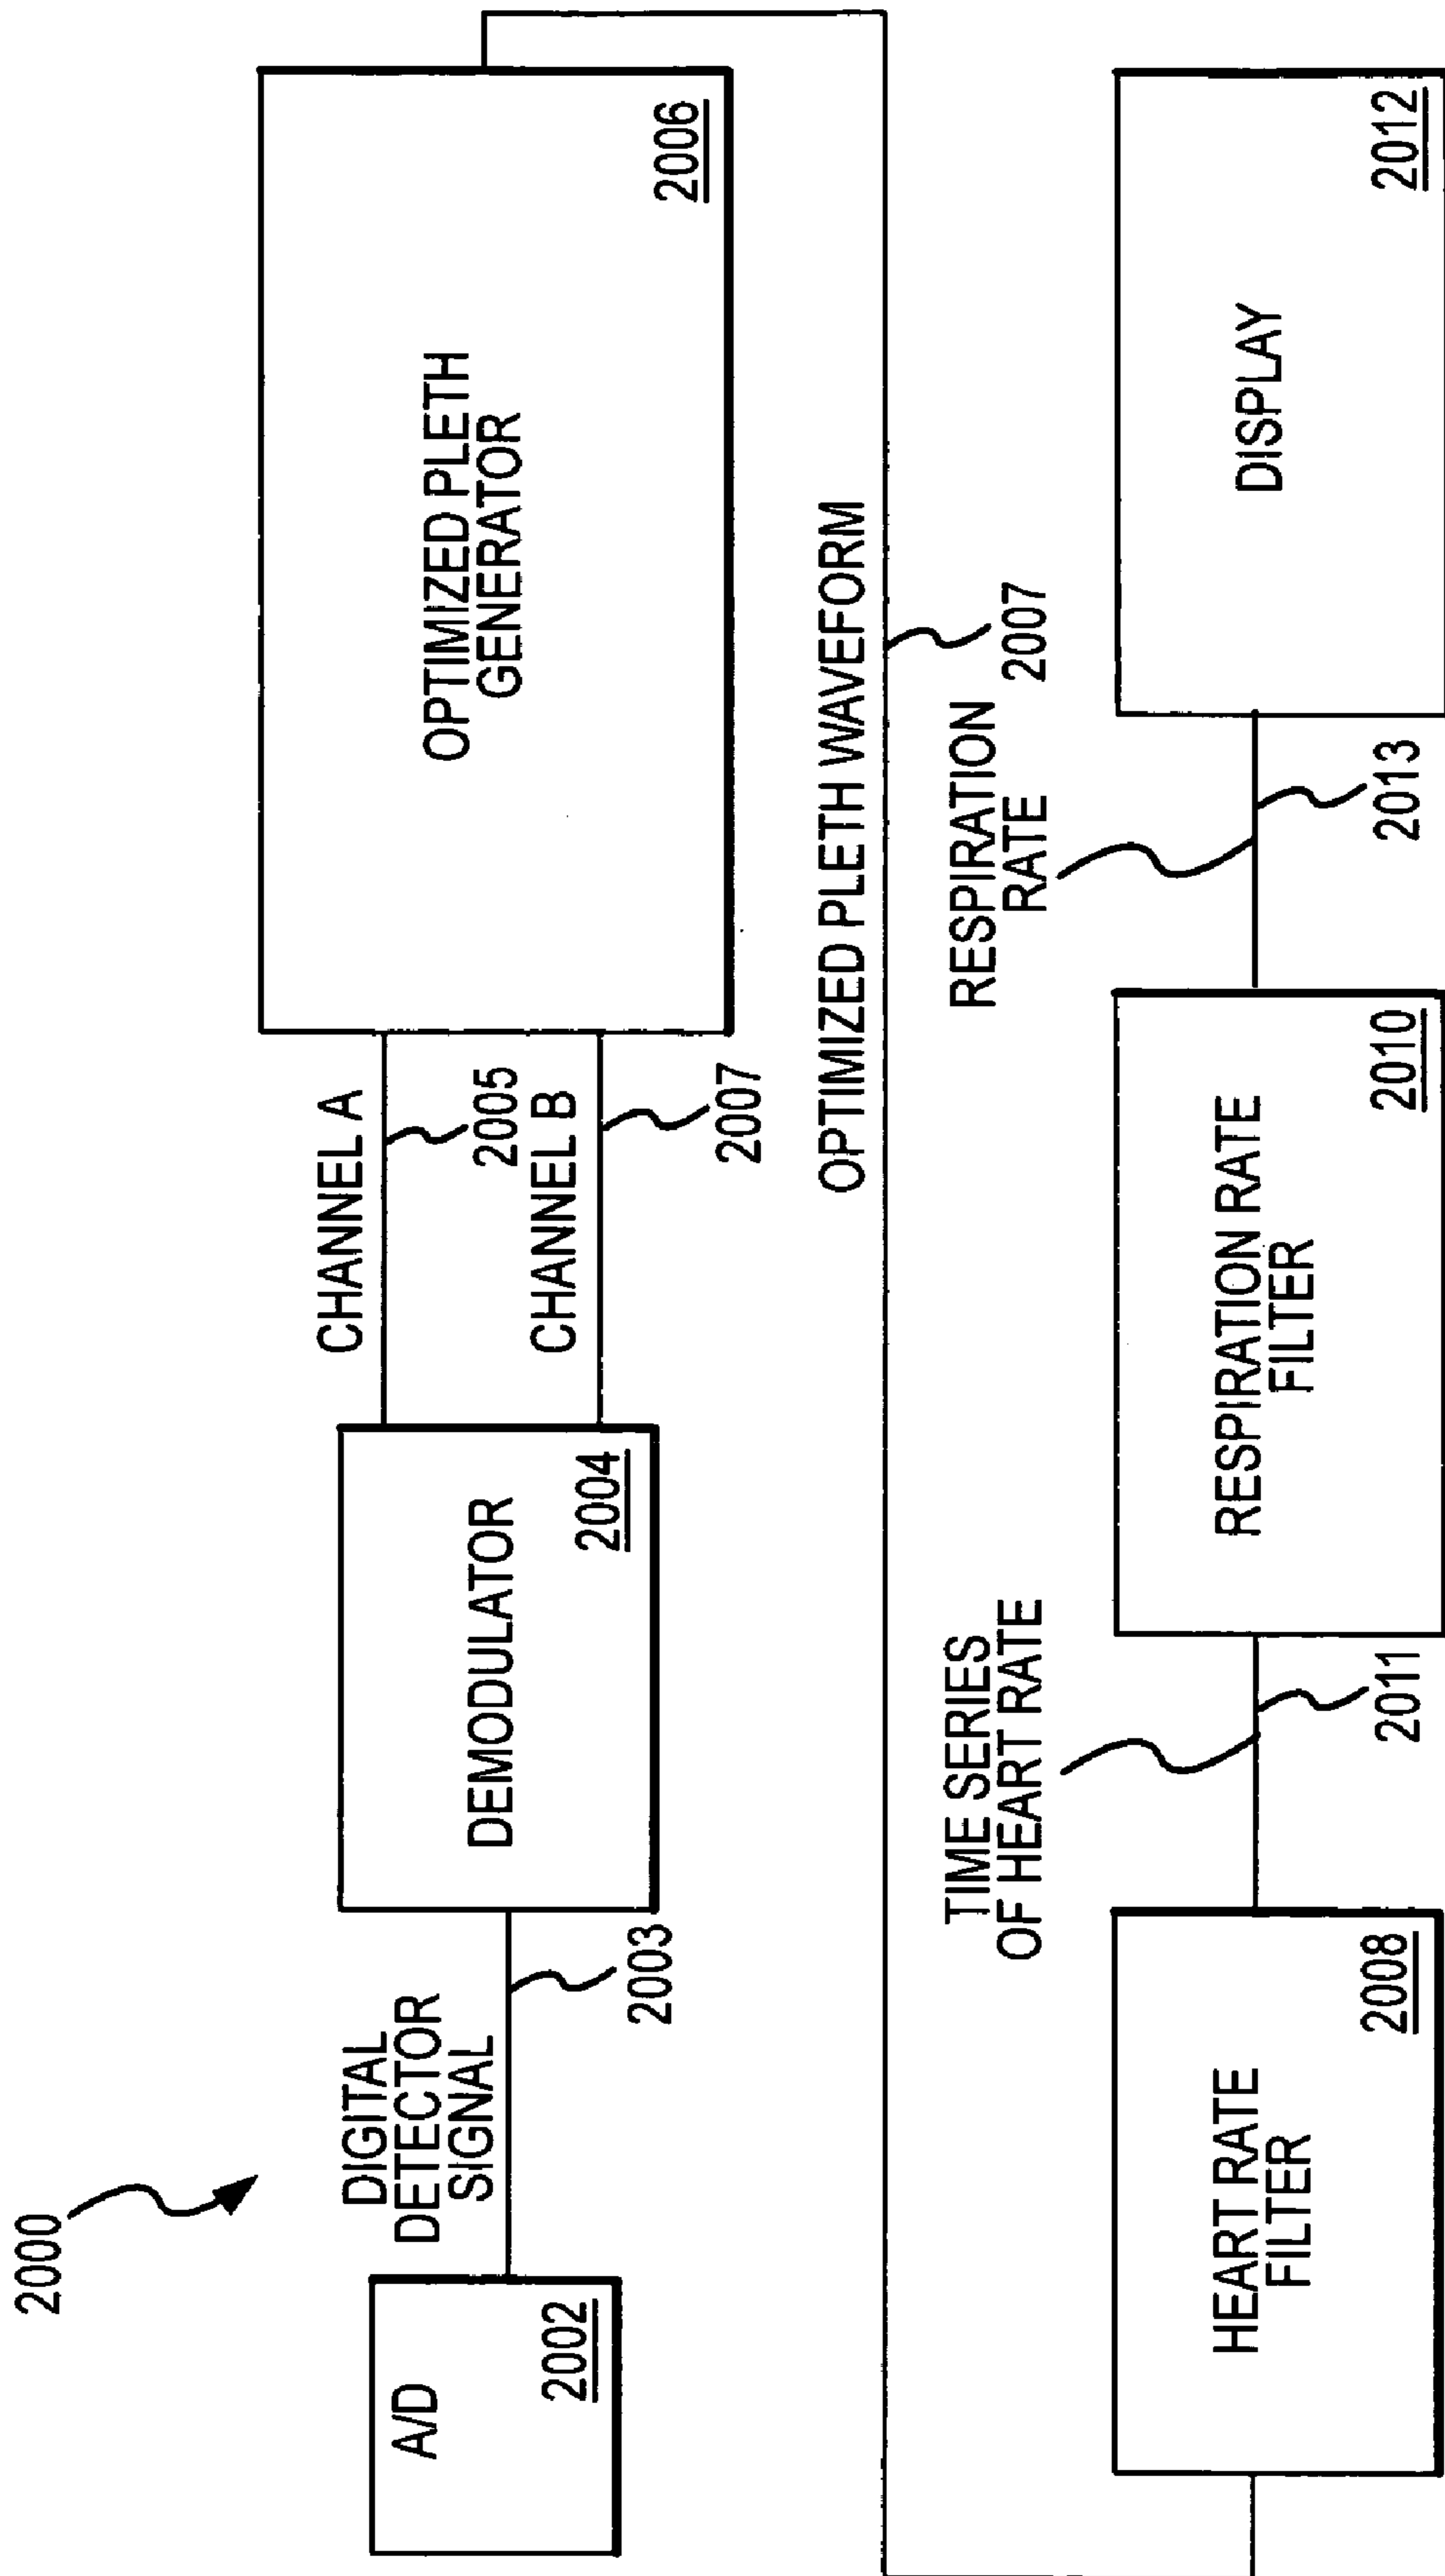 2000
A/D
2002
DIGITAL
DETECTOR
SIGNAL
2003
DEMODULATOR
2004
CHANNEL A
2005
CHANNEL B
2007
OPTIMIZED PLETH
GENERATOR
2006
OPTIMIZED PLETH WAVEFORM
2007
HEART RATE
FILTER
2008
TIME SERIES
OF HEART RATE
2011
RESPIRATION RATE
FILTER
2010
RESPIRATION
RATE
2013
DISPLAY
2012